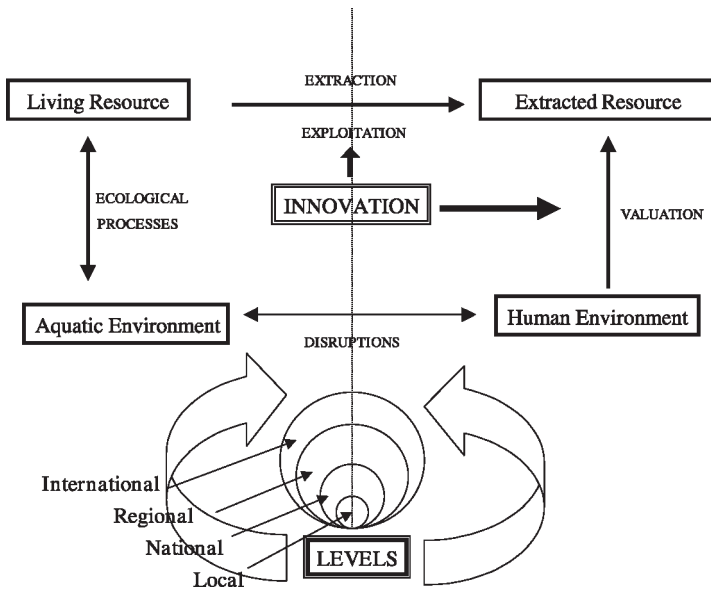 EXTRACTION
Living Resource
Extracted Resource
EXPLOITATION
ECOLOGICAL
PROCESSES
INNOVATION
VALUATION
Aquatic Environment
Human Environment
DISRUPTIONS
International
Regional
National
Local
LEVELS